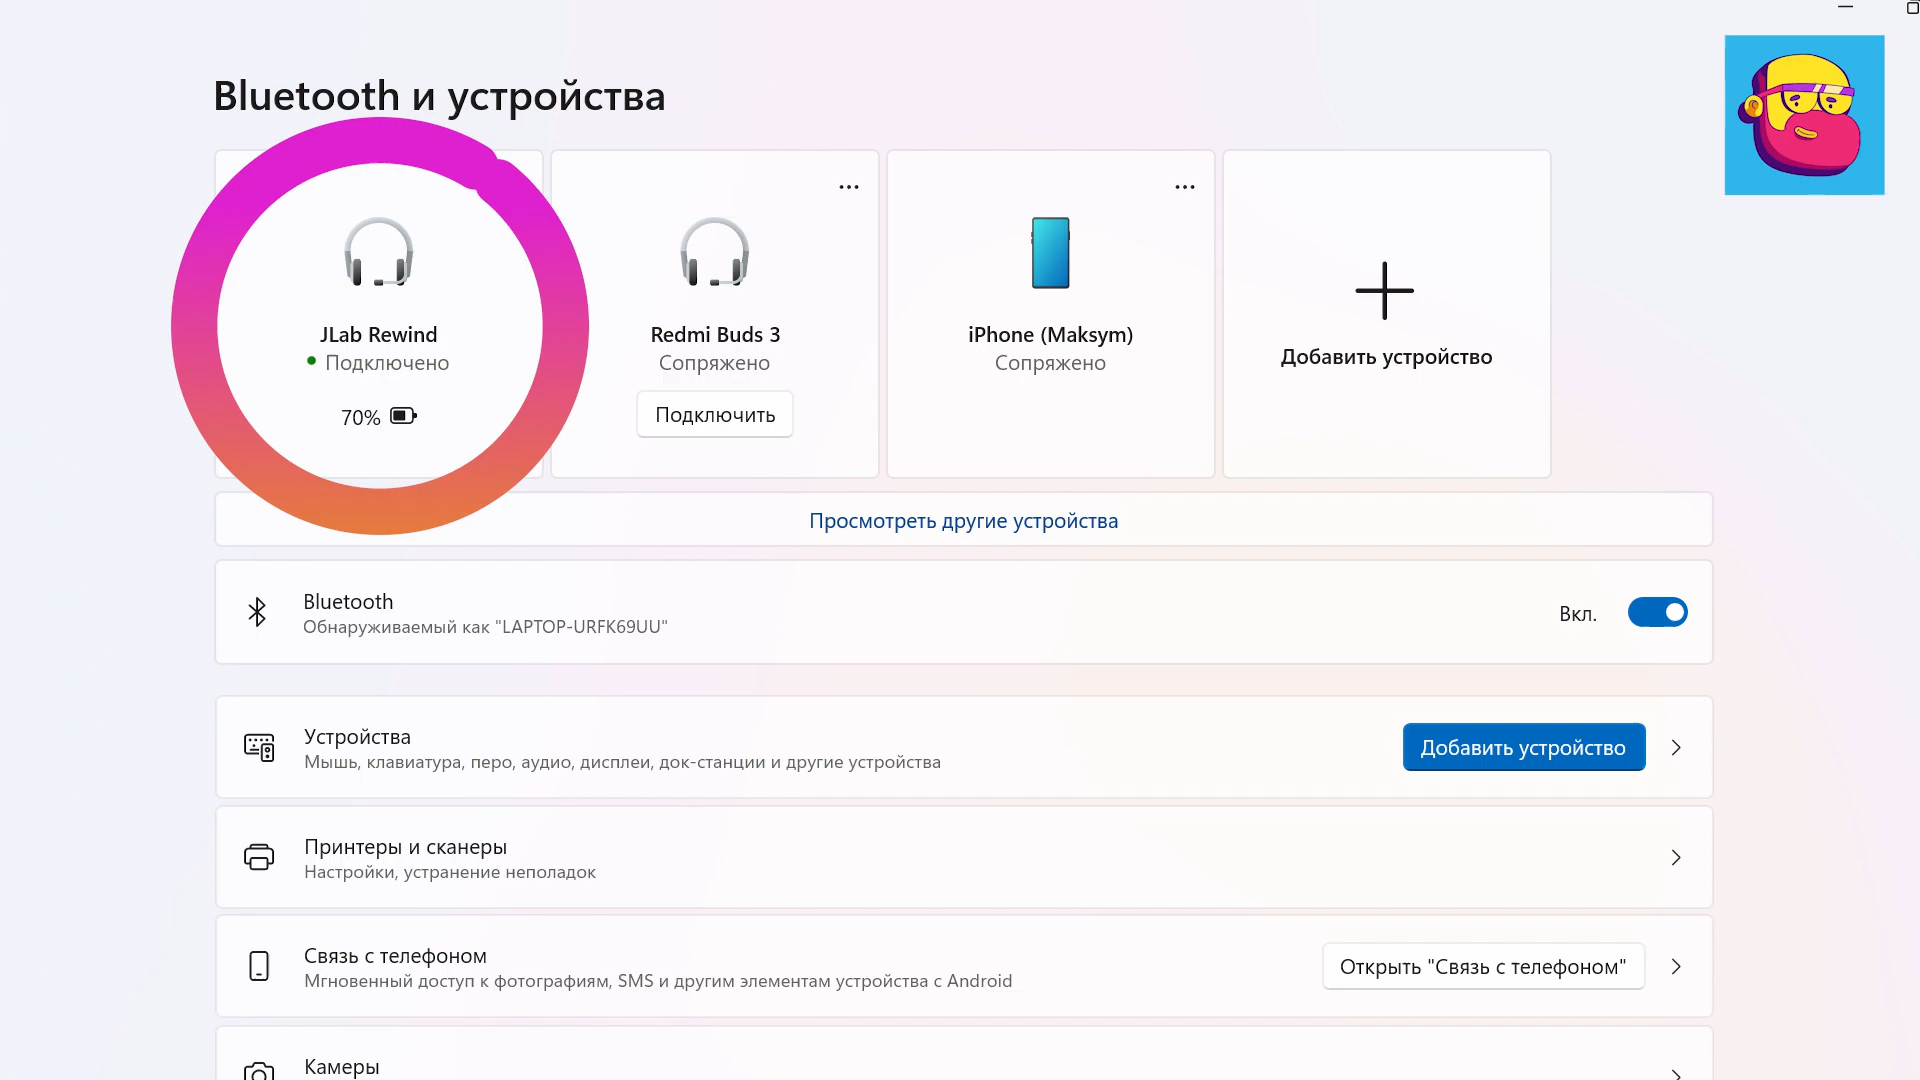 Bluetooth и устройства
JLab Rewind
Подключено
70%
Redmi Buds 3
Сопряжено
Подключить
iPhone (Maksym)
Сопряжено
Добавить устройство
Просмотреть другие устройства
Bluetooth
Обнаруживаемый как "LAPTOP-URFK69UU"
Вкл.
Устройства
Мышь, клавиатура, перо, аудио, дисплеи, док-станции и другие устройства
Добавить устройство
Принтеры и сканеры
Настройки, устранение неполадок
Связь с телефоном
Мгновенный доступ к фотографиям, SMS и другим элементам устройства с Android
Открыть "Связь с телефоном"
Камеры